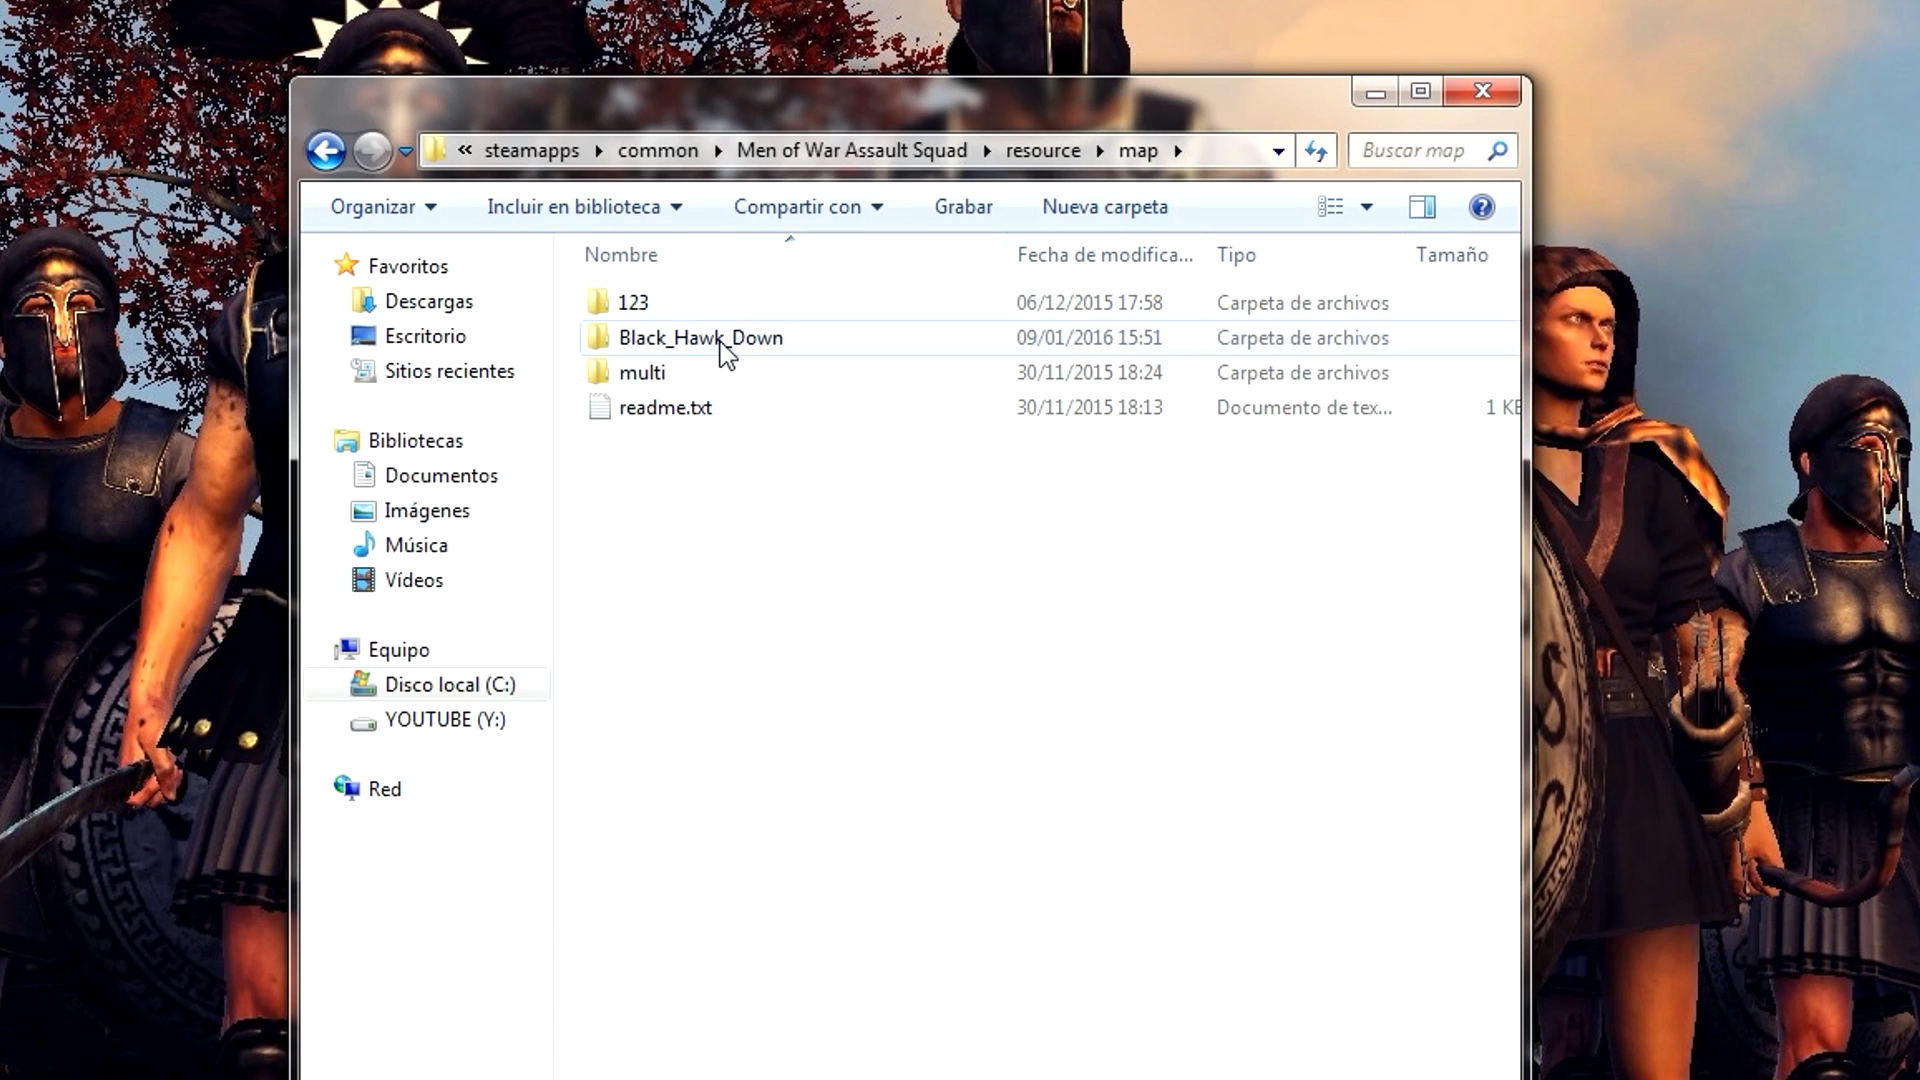 « steamapps ▸ common ▸ Men of War Assault Squad ▸ resource ▸ map ▸ Buscar map
Organizar Incluir en biblioteca Compartir con Grabar Nueva carpeta
Nombre Fecha de modifica... Tipo Tamaño
Favoritos
Descargas
Escritorio
Sitios recientes
Bibliotecas
Documentos
Imágenes
Música
Vídeos
Equipo
Disco local (C:)
YOUTUBE (Y:)
Red
123 06/12/2015 17:58 Carpeta de archivos
Black_Hawk_Down 09/01/2016 15:51 Carpeta de archivos
multi 30/11/2015 18:24 Carpeta de archivos
readme.txt 30/11/2015 18:13 Documento de tex... 1 KB